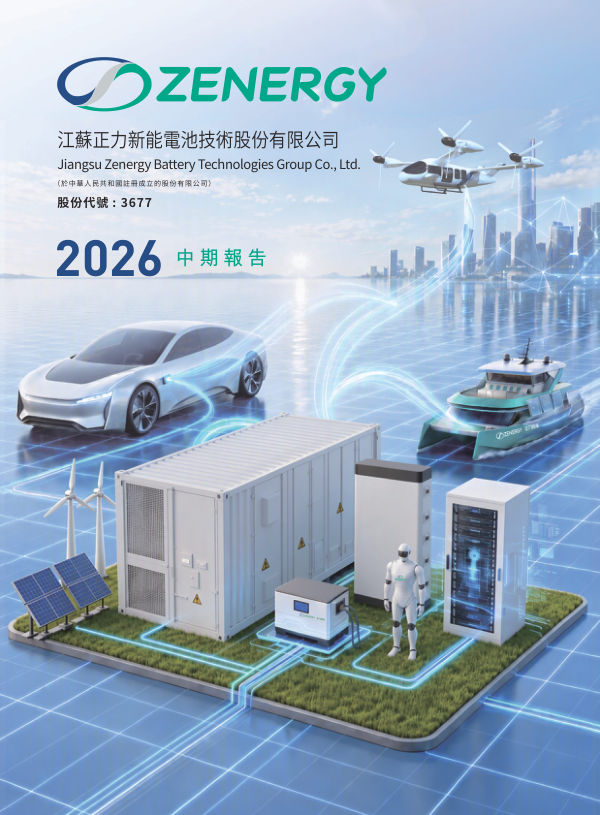 ZENERGY
江蘇正力新能電池技術股份有限公司
Jiangsu Zenergy Battery Technologies Group Co., Ltd.
（於中華人民共和國註冊成立的股份有限公司）
股份代號：3677
2026 中期報告
ZENERGY